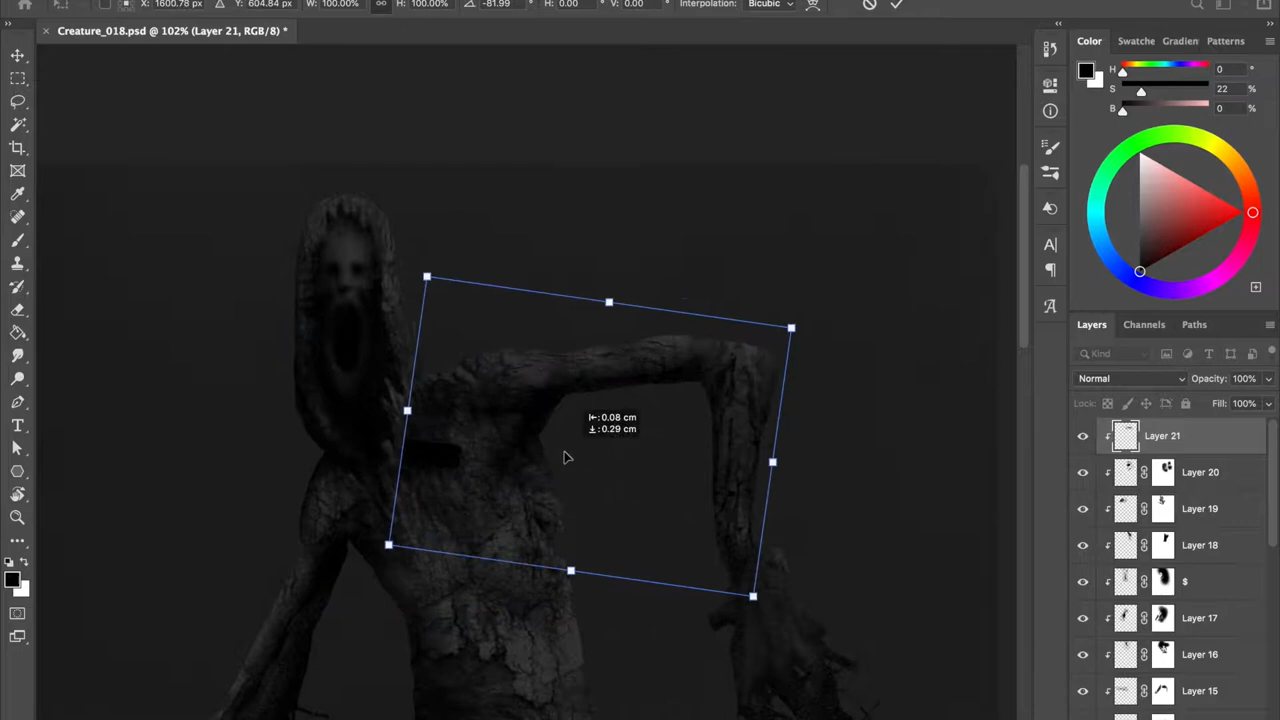 X: 1600.78 px Y: 604.84 px W: 100.00% H: 100.00% -81.99 H: 0.00 V: 0.00 Interpolation: Bicubic
× Creature_018.psd @ 102% (Layer 21, RGB/8) *
Color Swatche Gradien Patterns
H 0 °
S 22 %
B 0 %
Layers Channels Paths
Kind
Normal Opacity: 100%
Lock: Fill: 100%
Layer 21
Layer 20
Layer 19
Layer 18
$
Layer 17
Layer 16
Layer 15
: 0.08 cm
: 0.29 cm